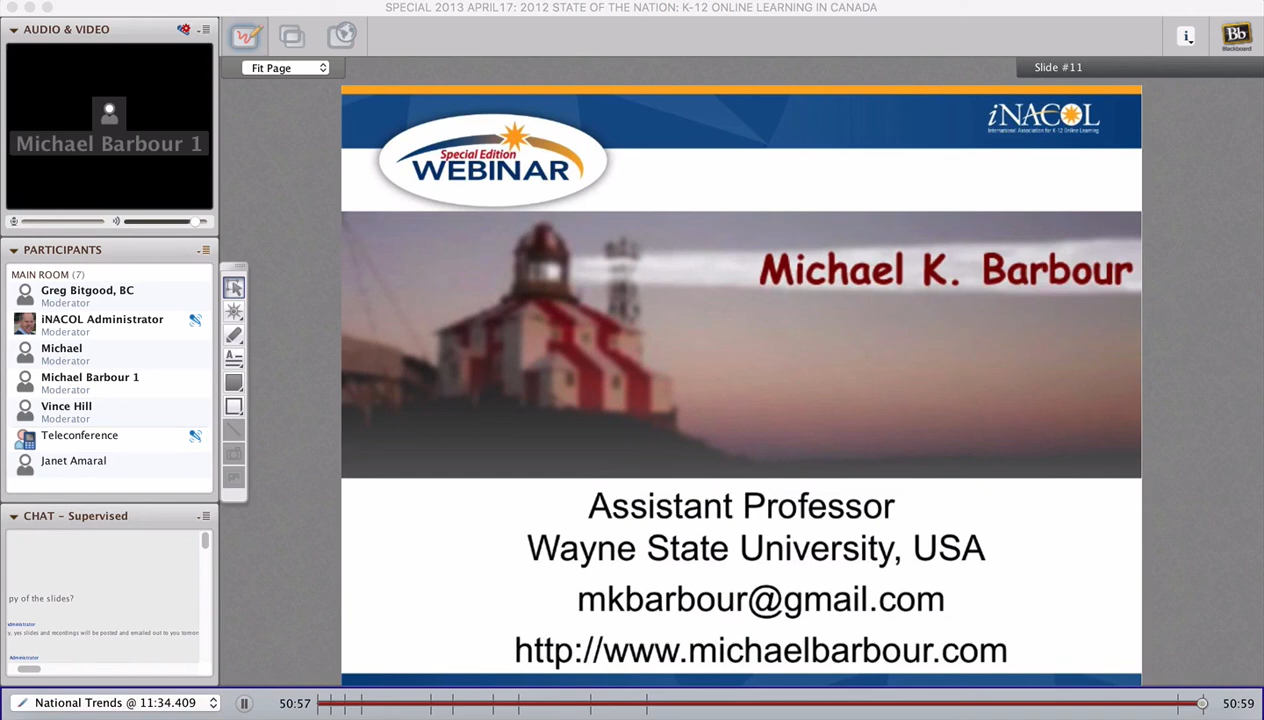 SPECIAL 2013 APRIL17: 2012 STATE OF THE NATION: K-12 ONLINE LEARNING IN CANADA
AUDIO & VIDEO
Michael Barbour 1
PARTICIPANTS
MAIN ROOM (7)
Greg Bitgood, BC
Moderator
iNACOL Administrator
Moderator
Michael
Moderator
Michael Barbour 1
Moderator
Vince Hill
Moderator
Teleconference
Janet Amaral
CHAT – Supervised
py of the slides?
dministrator
y, yes slides and recordings will be posted and emailed out to you tomorr
Administrator
Fit Page
i
Bb
Blackboard
Slide #11
Special Edition
WEBINAR
iNACOL
International Association for K-12 Online Learning
Michael K. Barbour
Assistant Professor
Wayne State University, USA
mkbarbour@gmail.com
http://www.michaelbarbour.com
National Trends @ 11:34.409
50:57
50:59